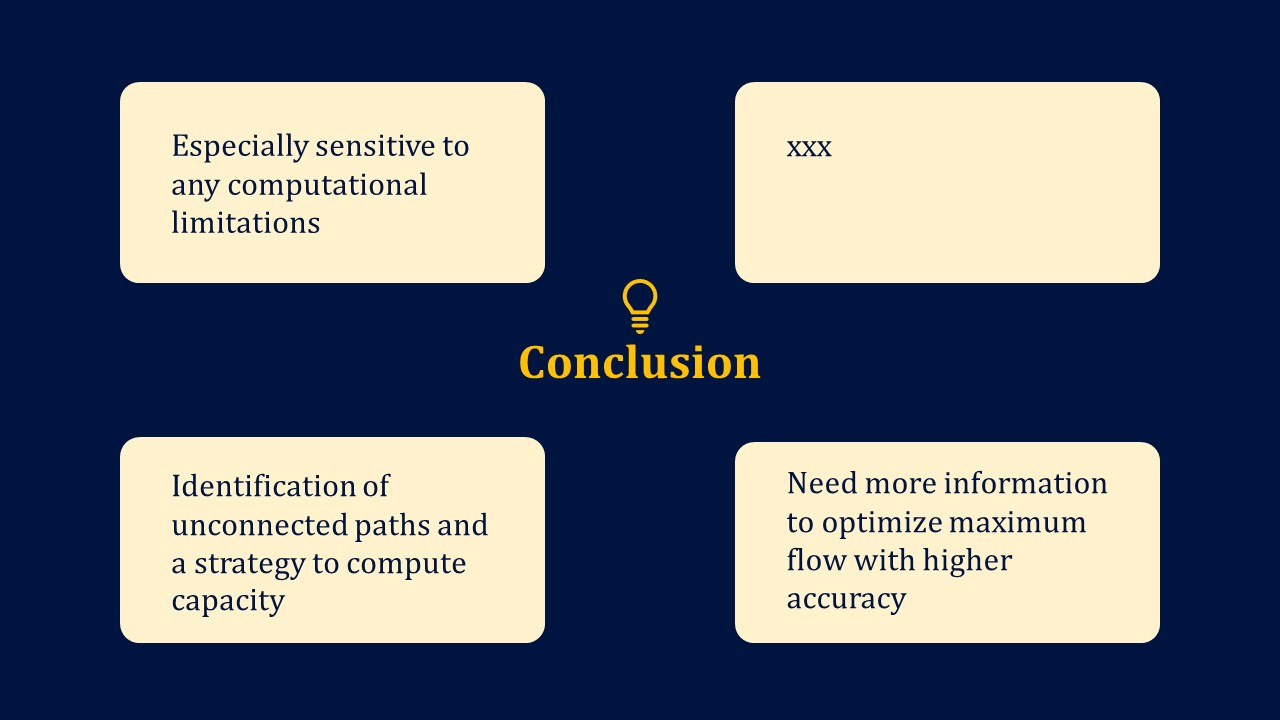 Especially sensitive to
any computational
limitations
xxx
Conclusion
Identification of
unconnected paths and
a strategy to compute
capacity
Need more information
to optimize maximum
flow with higher
accuracy